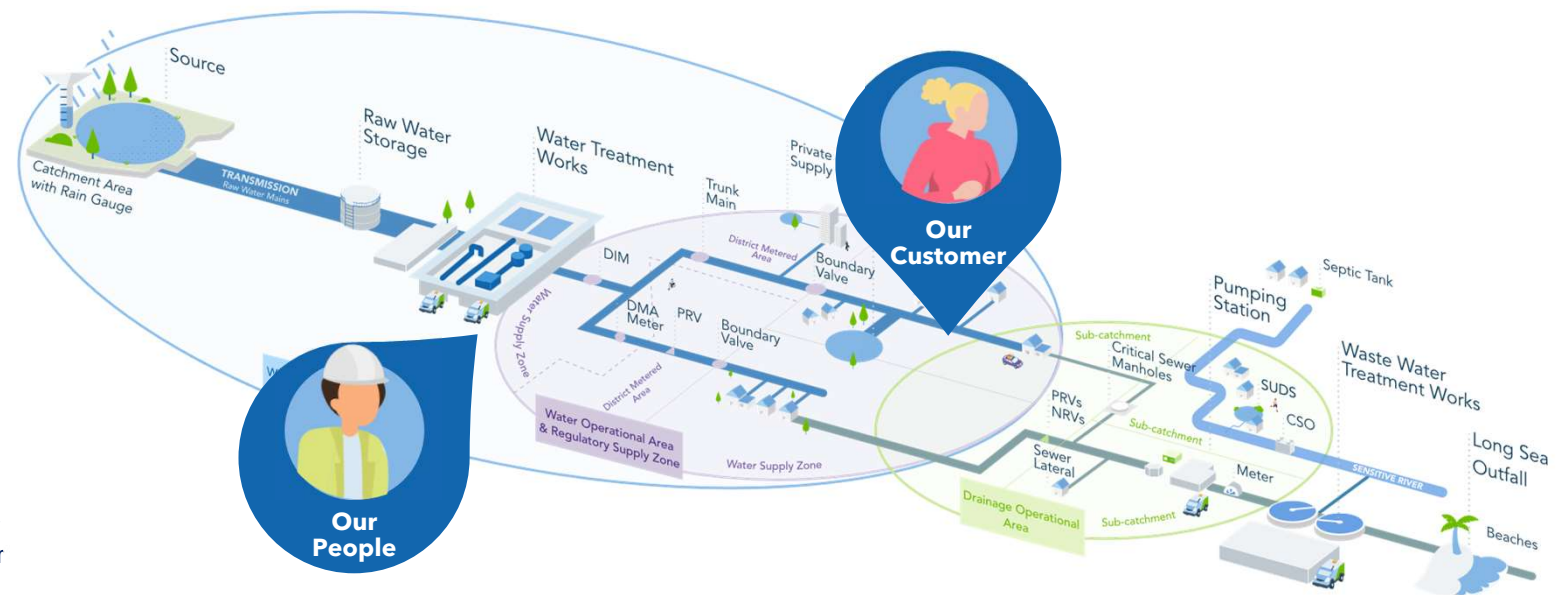 Source
Catchment Area
with Rain Gauge
TRANSMISSION
Raw Water Mains
Raw Water
Storage
Water Treatment
Works
Trunk
Main
Private
Supply
District Metered
Area
Boundary
Valve
DIM
Water Supply Zone
DMA
Meter
PRV
Boundary
Valve
District Metered
Area
Water Operational Area
& Regulatory Supply Zone
Water Supply Zone
Our
People
Our
Customer
Sub-catchment
Critical Sewer
Manholes
PRVs
NRVs
Sub-catchment
Sewer
Lateral
Drainage Operational
Area
Sub-catchment
Meter
Pumping
Station
Septic Tank
SUDS
CSO
Waste Water
Treatment Works
SENSITIVE RIVER
Long Sea
Outfall
Beaches